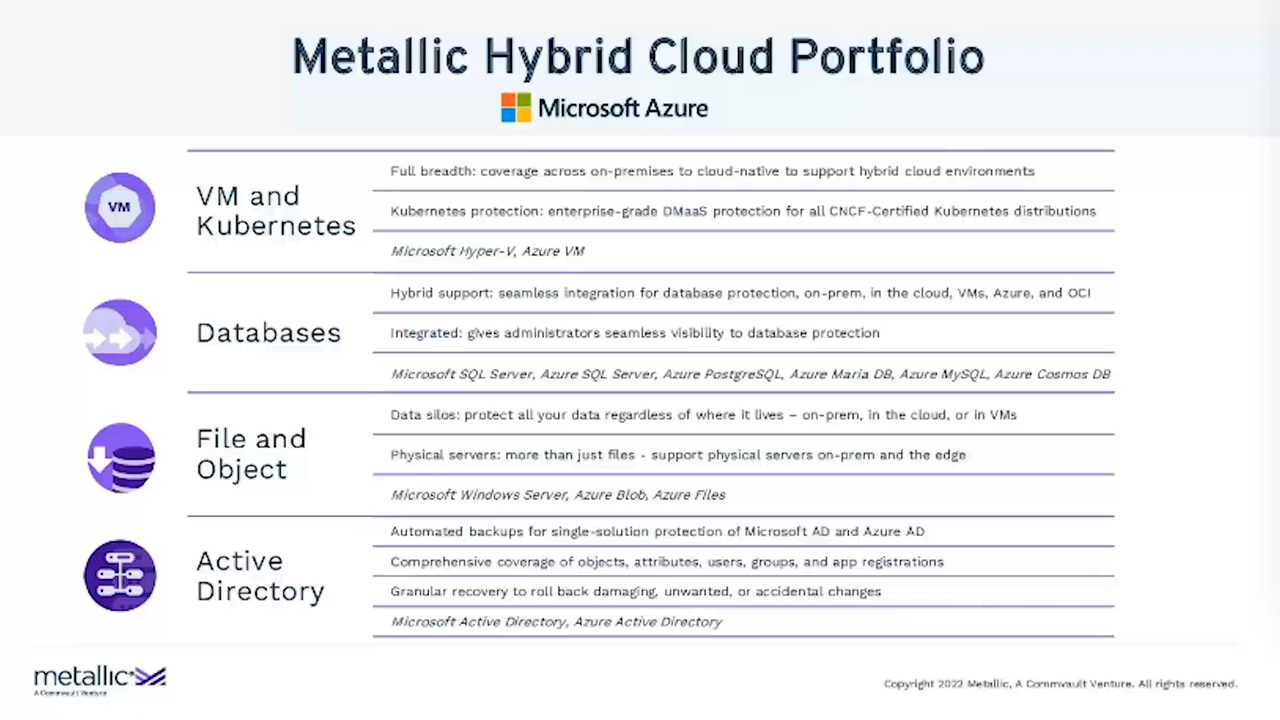 Metallic Hybrid Cloud Portfolio
Microsoft Azure
VM
VM and
Kubernetes
Full breadth: coverage across on-premises to cloud-native to support hybrid cloud environments
Kubernetes protection: enterprise-grade DMaaS protection for all CNCF-Certified Kubernetes distributions
Microsoft Hyper-V, Azure VM
Databases
Hybrid support: seamless integration for database protection, on-prem, in the cloud, VMs, Azure, and OCI
Integrated: gives administrators seamless visibility to database protection
Microsoft SQL Server, Azure SQL Server, Azure PostgreSQL, Azure Maria DB, Azure MySQL, Azure Cosmos DB
File and
Object
Data silos: protect all your data regardless of where it lives – on-prem, in the cloud, or in VMs
Physical servers: more than just files - support physical servers on-prem and the edge
Microsoft Windows Server, Azure Blob, Azure Files
Active
Directory
Automated backups for single-solution protection of Microsoft AD and Azure AD
Comprehensive coverage of objects, attributes, users, groups, and app registrations
Granular recovery to roll back damaging, unwanted, or accidental changes
Microsoft Active Directory, Azure Active Directory
metallic
A Commvault Venture
Copyright 2022 Metallic, A Commvault Venture. All rights reserved.